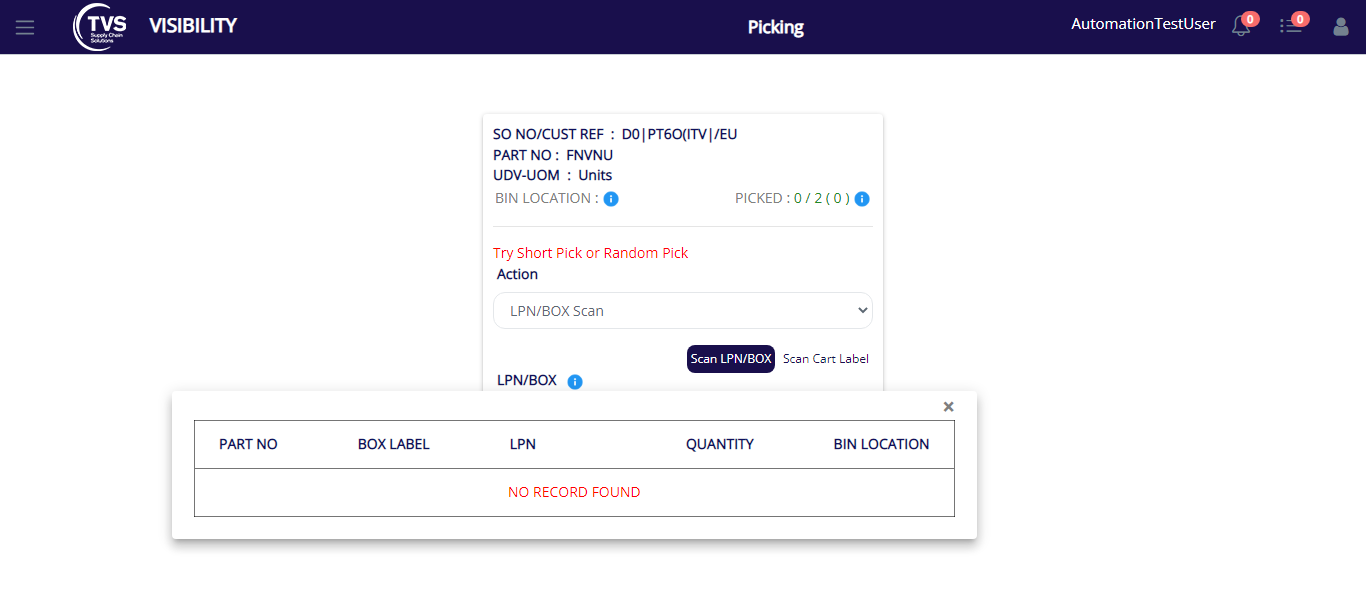 TVS
Supply Chain
Solutions
VISIBILITY
Picking
AutomationTestUser
0
0
SO NO/CUST REF : D0|PT6O(ITV|/EU
PART NO : FNVNU
UDV-UOM : Units
BIN LOCATION :
PICKED : 0 / 2 ( 0 )
Try Short Pick or Random Pick
Action
LPN/BOX Scan
Scan LPN/BOX Scan Cart Label
LPN/BOX
×
PART NO BOX LABEL LPN QUANTITY BIN LOCATION
NO RECORD FOUND